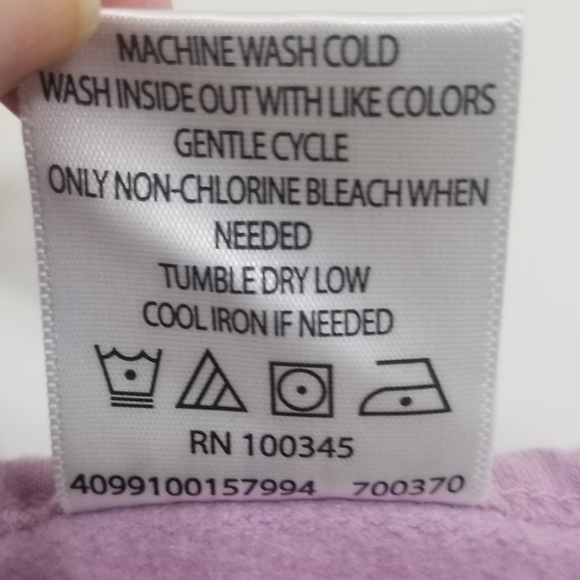 MACHINE WASH COLD
WASH INSIDE OUT WITH LIKE COLORS
GENTLE CYCLE
ONLY NON-CHLORINE BLEACH WHEN
NEEDED
TUMBLE DRY LOW
COOL IRON IF NEEDED
RN 100345
4099100157994 700370